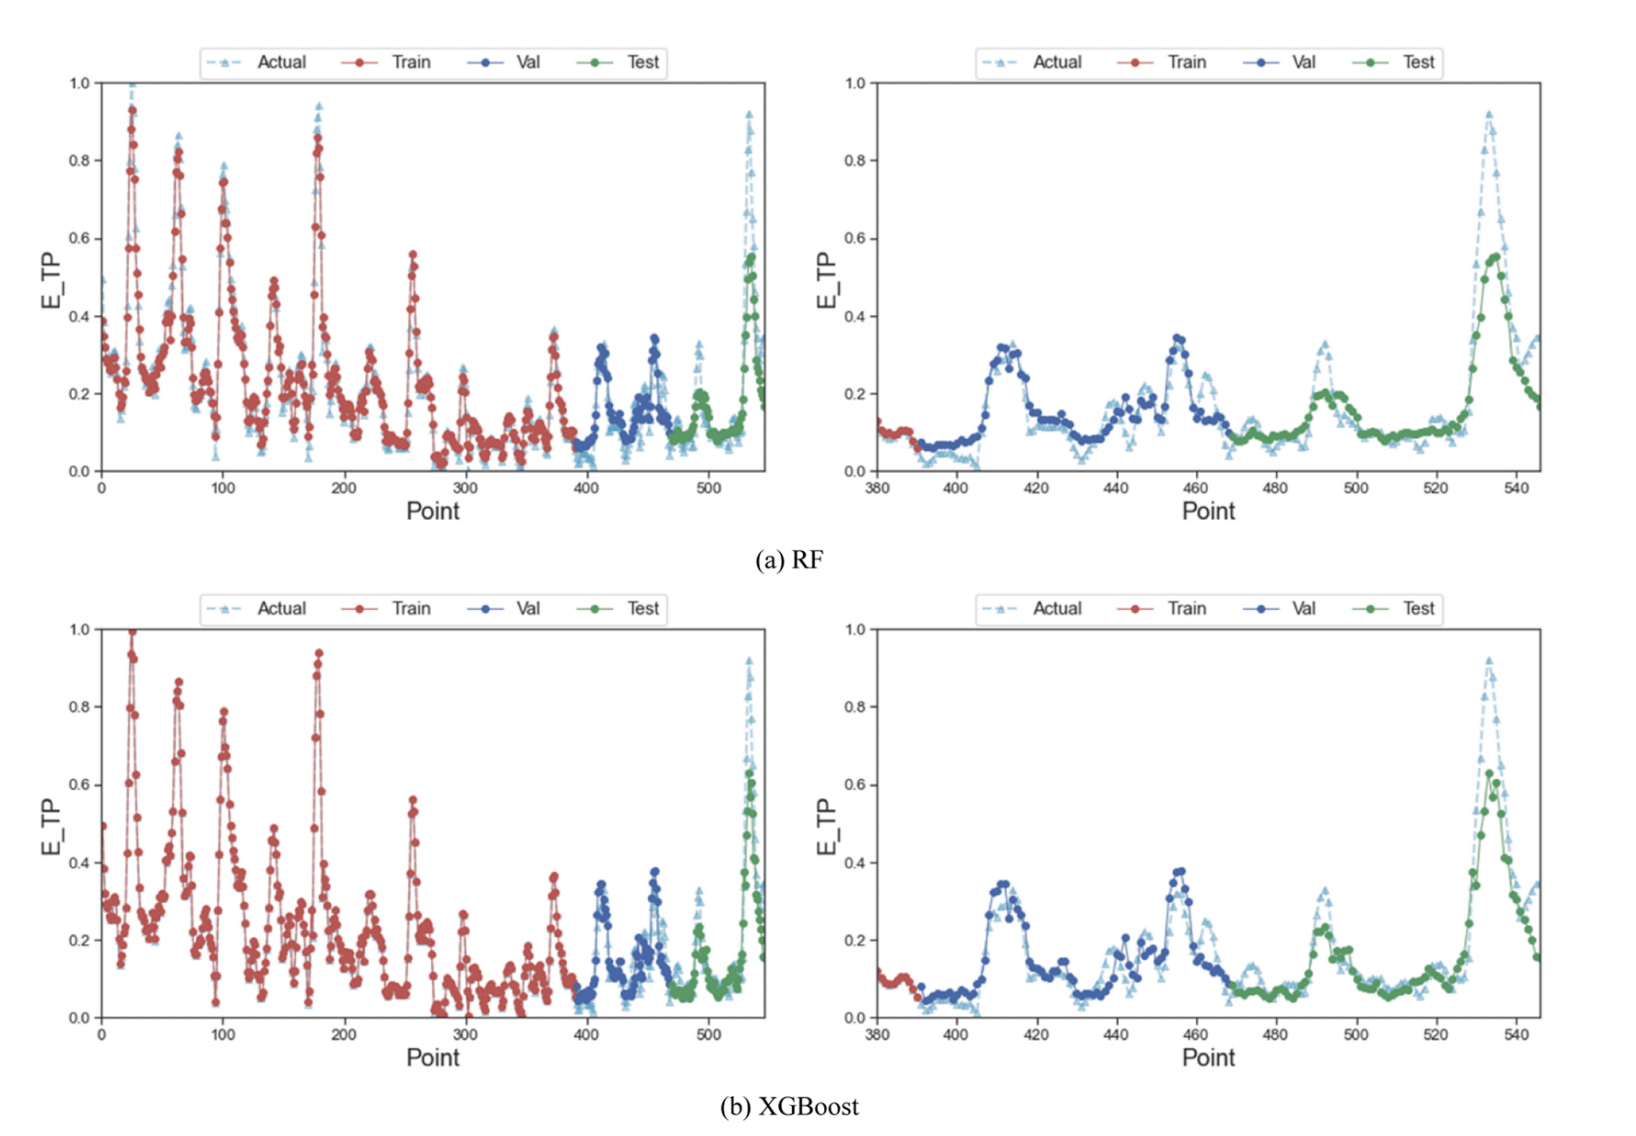 Actual Train Val Test Actual Train Val Test
1.0 1.0
0.8 0.8
0.6 0.6
E_TP E_TP
0.4 0.4
0.2 0.2
0.0 0.0
0 100 200 300 400 500 380 400 420 440 460 480 500 520 540
Point Point
(a) RF
Actual Train Val Test Actual Train Val Test
1.0 1.0
0.8 0.8
0.6 0.6
E_TP E_TP
0.4 0.4
0.2 0.2
0.0 0.0
0 100 200 300 400 500 380 400 420 440 460 480 500 520 540
Point Point
(b) XGBoost